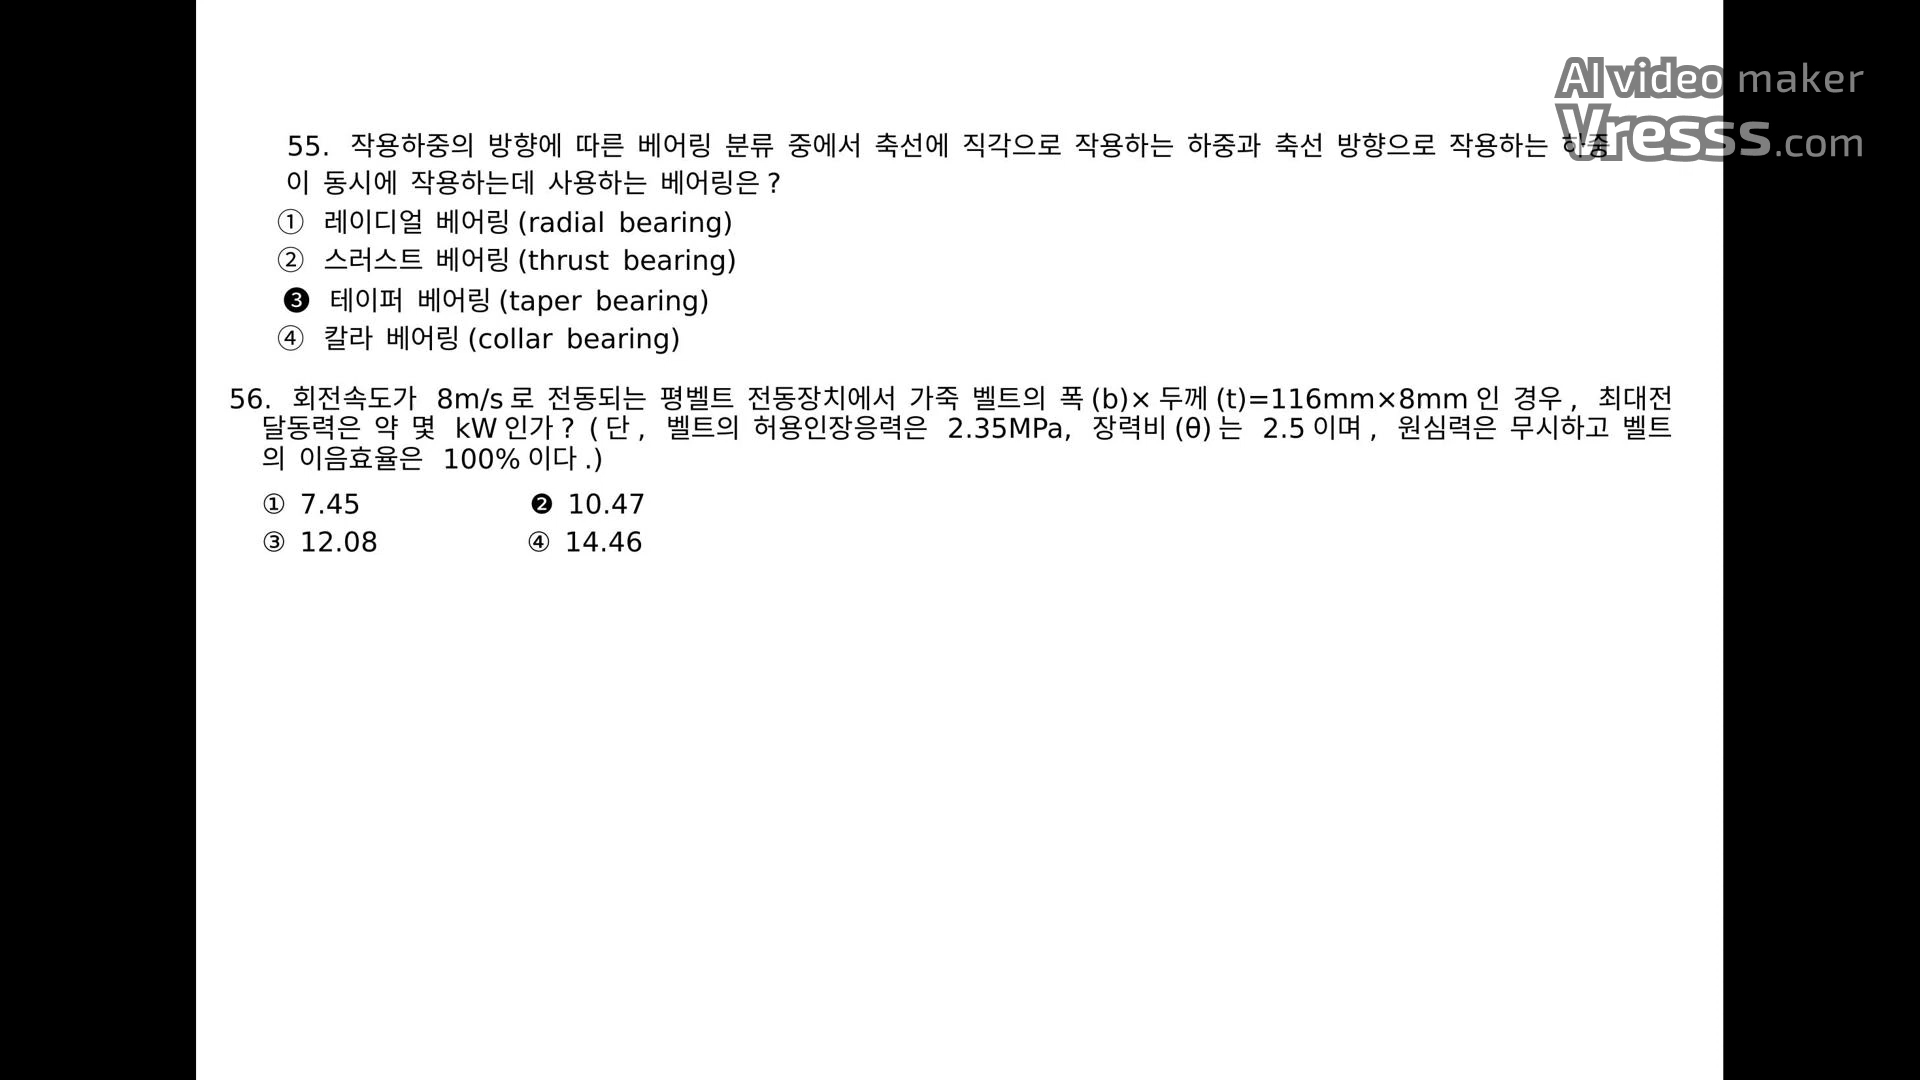 AI video maker
Vresss.com
55. 작용하중의 방향에 따른 베어링 분류 중에서 축선에 직각으로 작용하는 하중과 축선 방향으로 작용하는 하중
이 동시에 작용하는데 사용하는 베어링은?
① 레이디얼 베어링(radial bearing)
② 스러스트 베어링(thrust bearing)
❸ 테이퍼 베어링(taper bearing)
④ 칼라 베어링(collar bearing)
56. 회전속도가 8m/s로 전동되는 평벨트 전동장치에서 가죽 벨트의 폭(b)×두께(t)=116mm×8mm인 경우, 최대전
달동력은 약 몇 kW인가? (단, 벨트의 허용인장응력은 2.35MPa, 장력비(θ)는 2.5이며, 원심력은 무시하고 벨트
의 이음효율은 100%이다.)
① 7.45 ❷ 10.47
③ 12.08 ④ 14.46